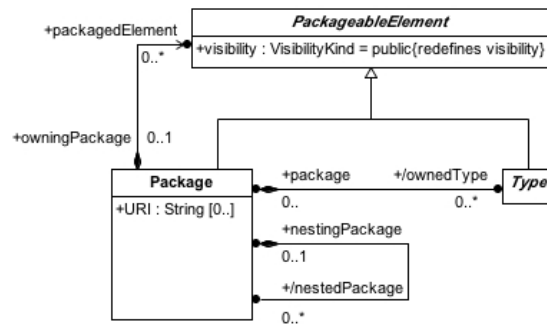 PackageableElement
+packagedElement
+visibility : VisibilityKind = public{redefines visibility}
0..*
+owningPackage
0..1
Package
+URI : String [0..]
+package
+/ownedType
Type
0..
0..*
+nestingPackage
0..1
+/nestedPackage
0..*